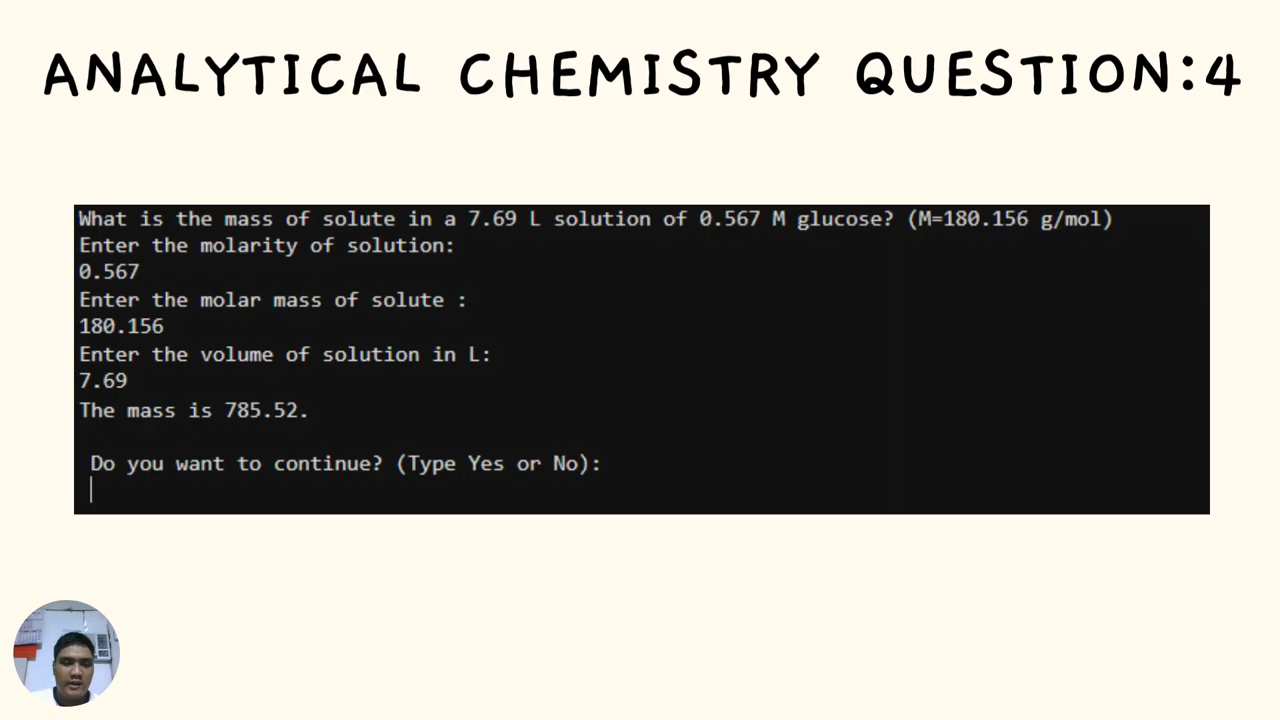 ANALYTICAL CHEMISTRY QUESTION:4
What is the mass of solute in a 7.69 L solution of 0.567 M glucose? (M=180.156 g/mol)
Enter the molarity of solution:
0.567
Enter the molar mass of solute :
180.156
Enter the volume of solution in L:
7.69
The mass is 785.52.
Do you want to continue? (Type Yes or No):